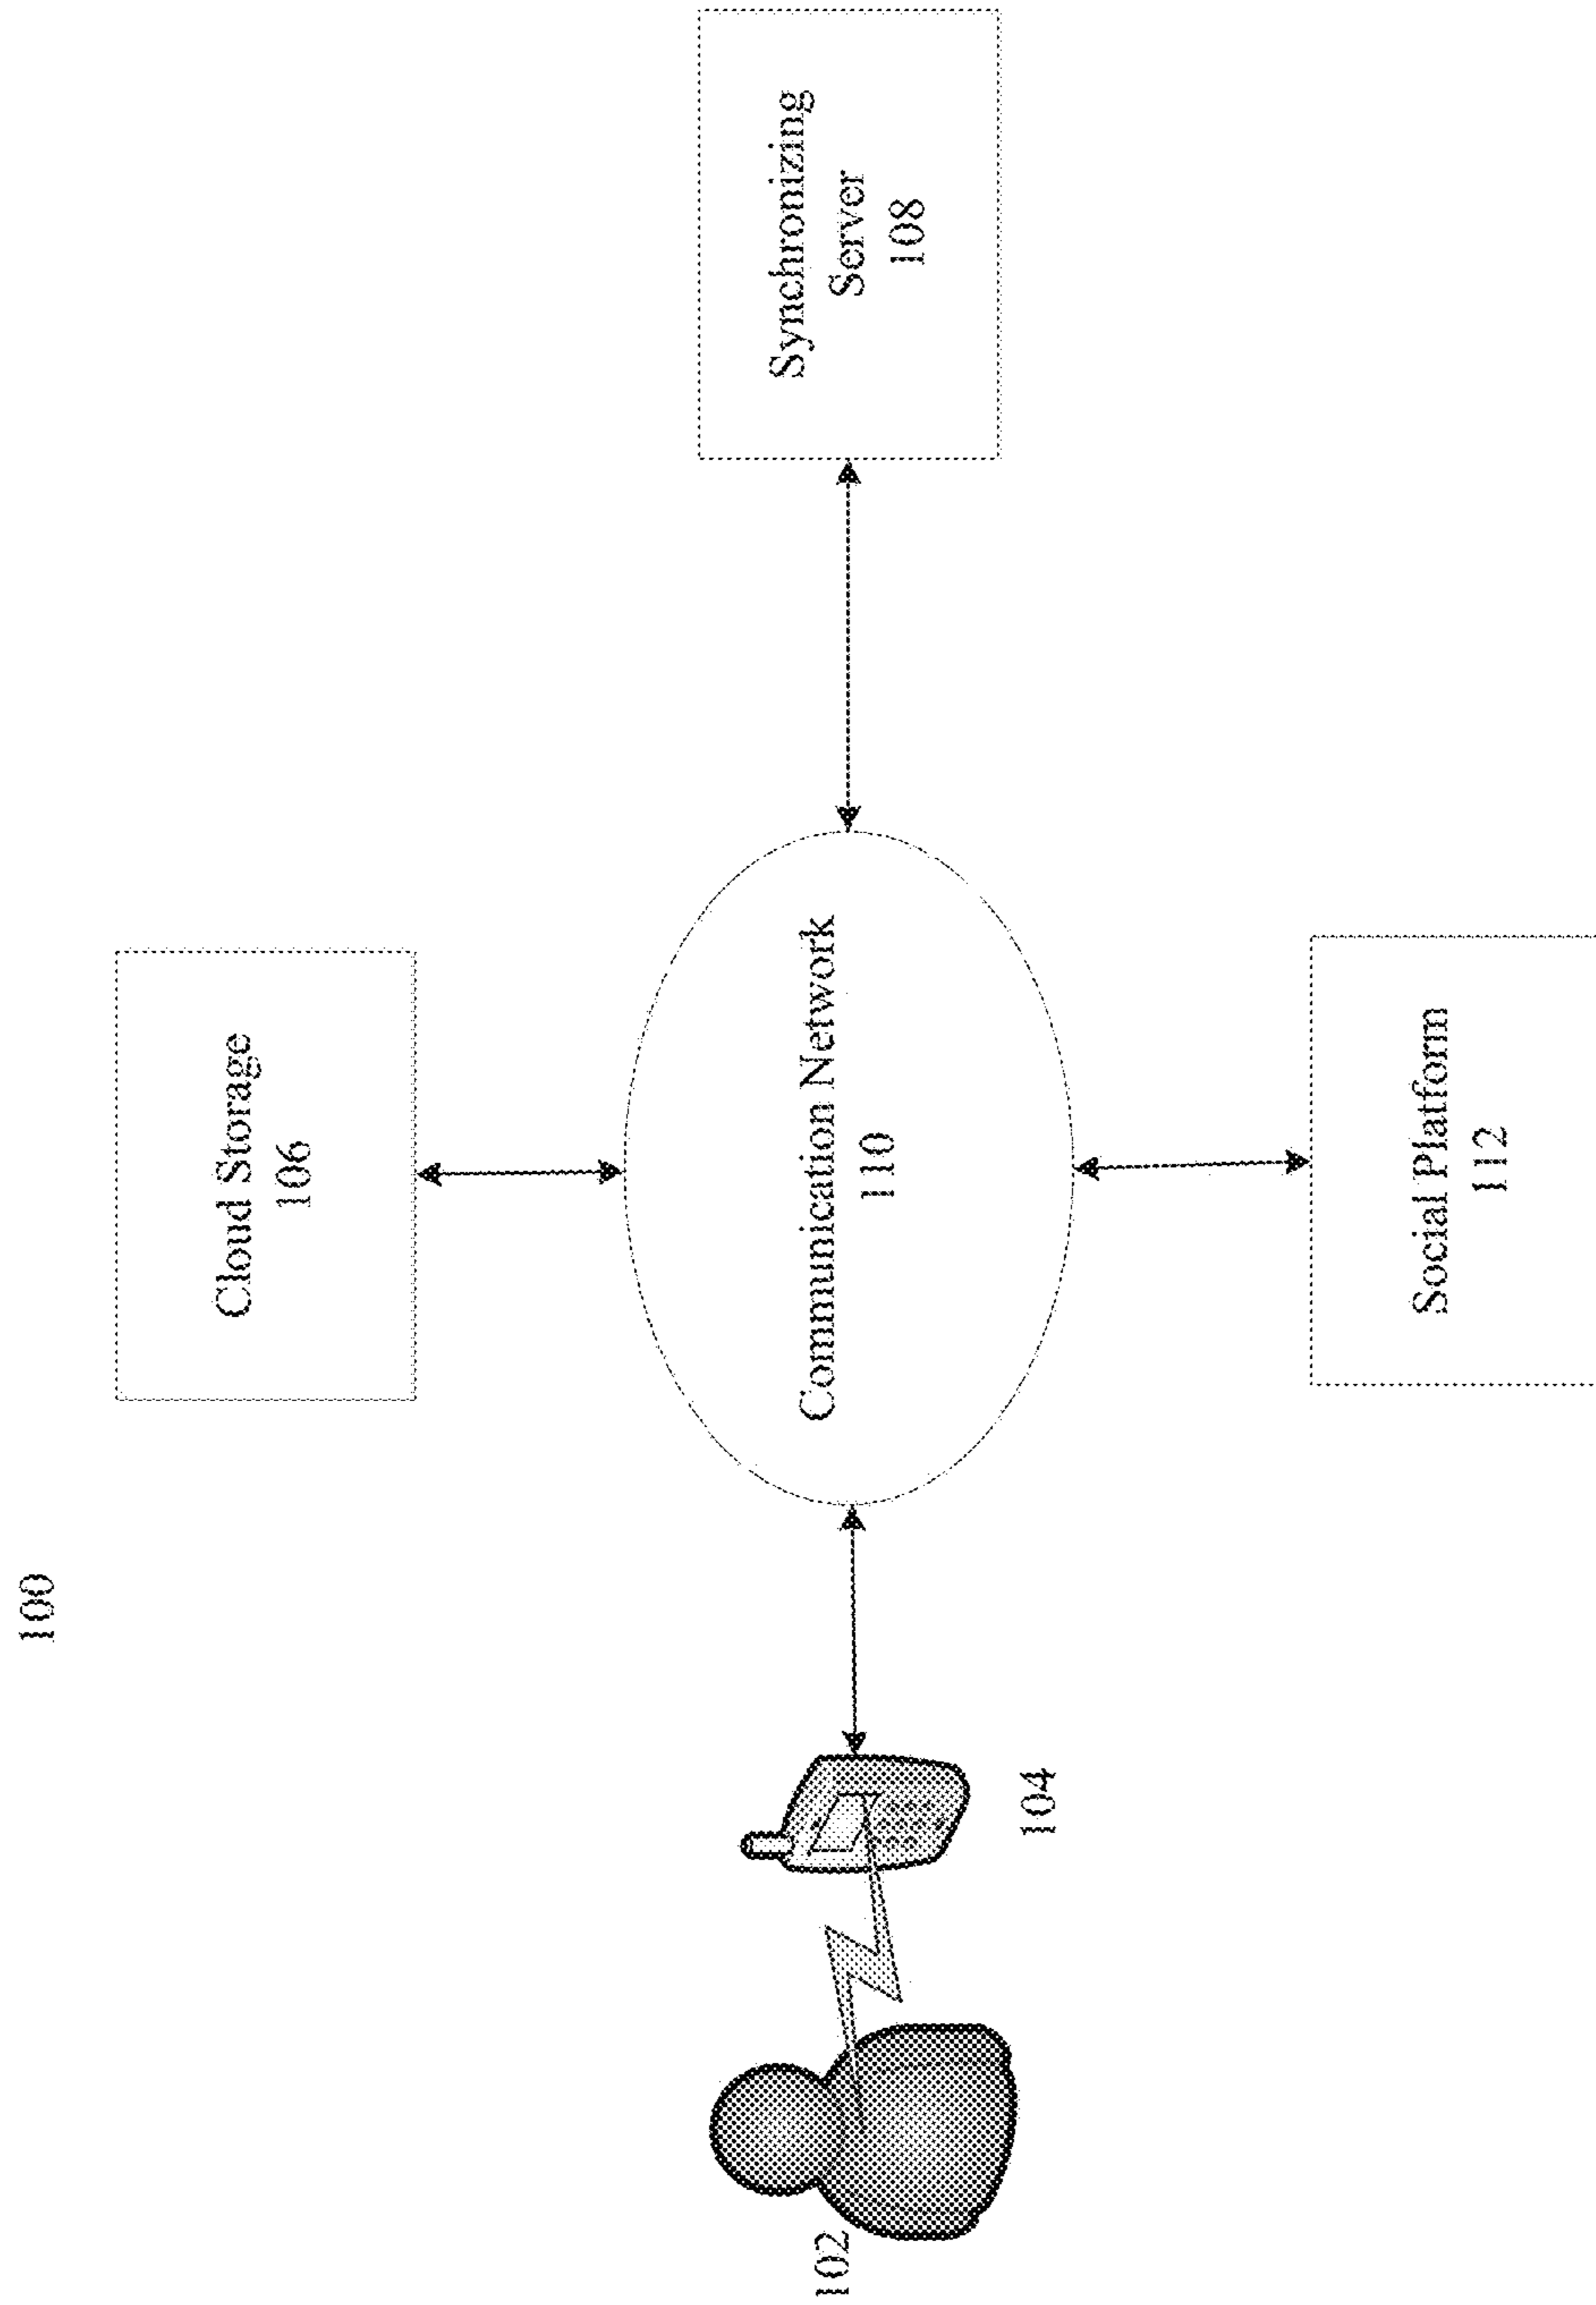 100
Cloud Storage
106
102
104
Communication Network
110
Synchronizing
Server
108
Social Platform
112